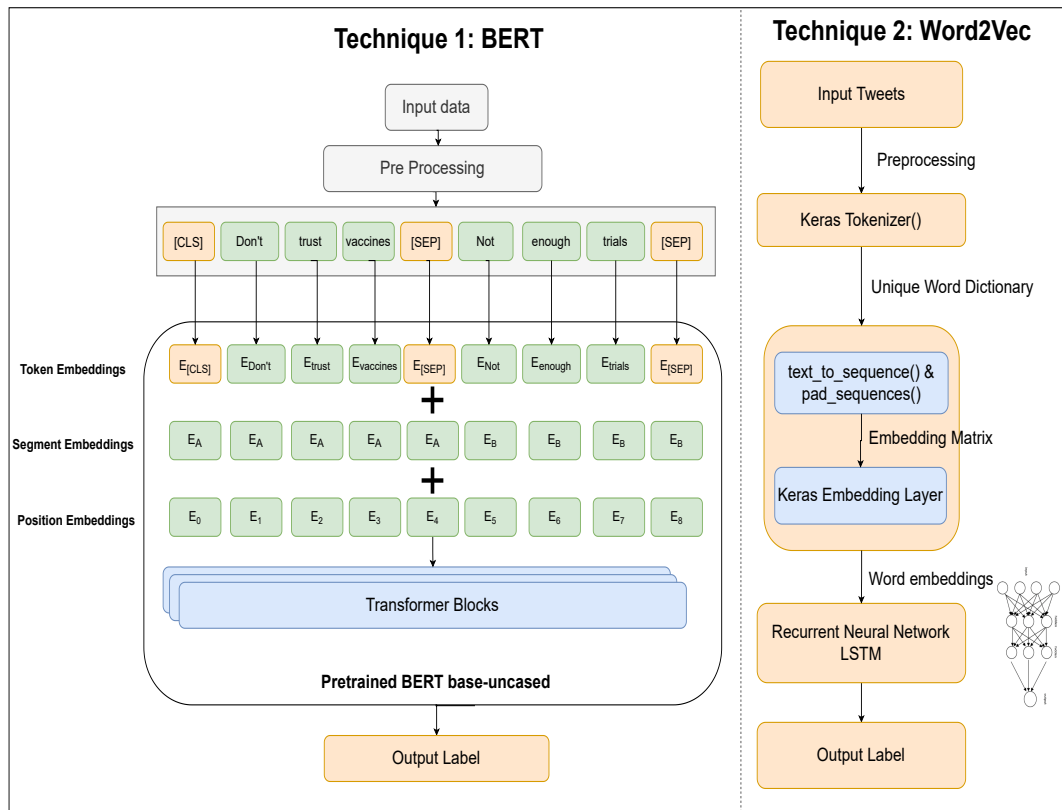 Technique 1: BERT
Input data
Pre Processing
[CLS] Don't trust vaccines [SEP] Not enough trials [SEP]
Token Embeddings E[CLS] EDon't Etrust Evaccines E[SEP] ENot Eenough Etrials E[SEP]
+
Segment Embeddings EA EA EA EA EA EB EB EB EB
+
Position Embeddings E0 E1 E2 E3 E4 E5 E6 E7 E8
Transformer Blocks
Pretrained BERT base-uncased
Output Label
Technique 2: Word2Vec
Input Tweets
Preprocessing
Keras Tokenizer()
Unique Word Dictionary
text_to_sequence() &
pad_sequences()
Embedding Matrix
Keras Embedding Layer
Word embeddings
Recurrent Neural Network
LSTM
Output Label